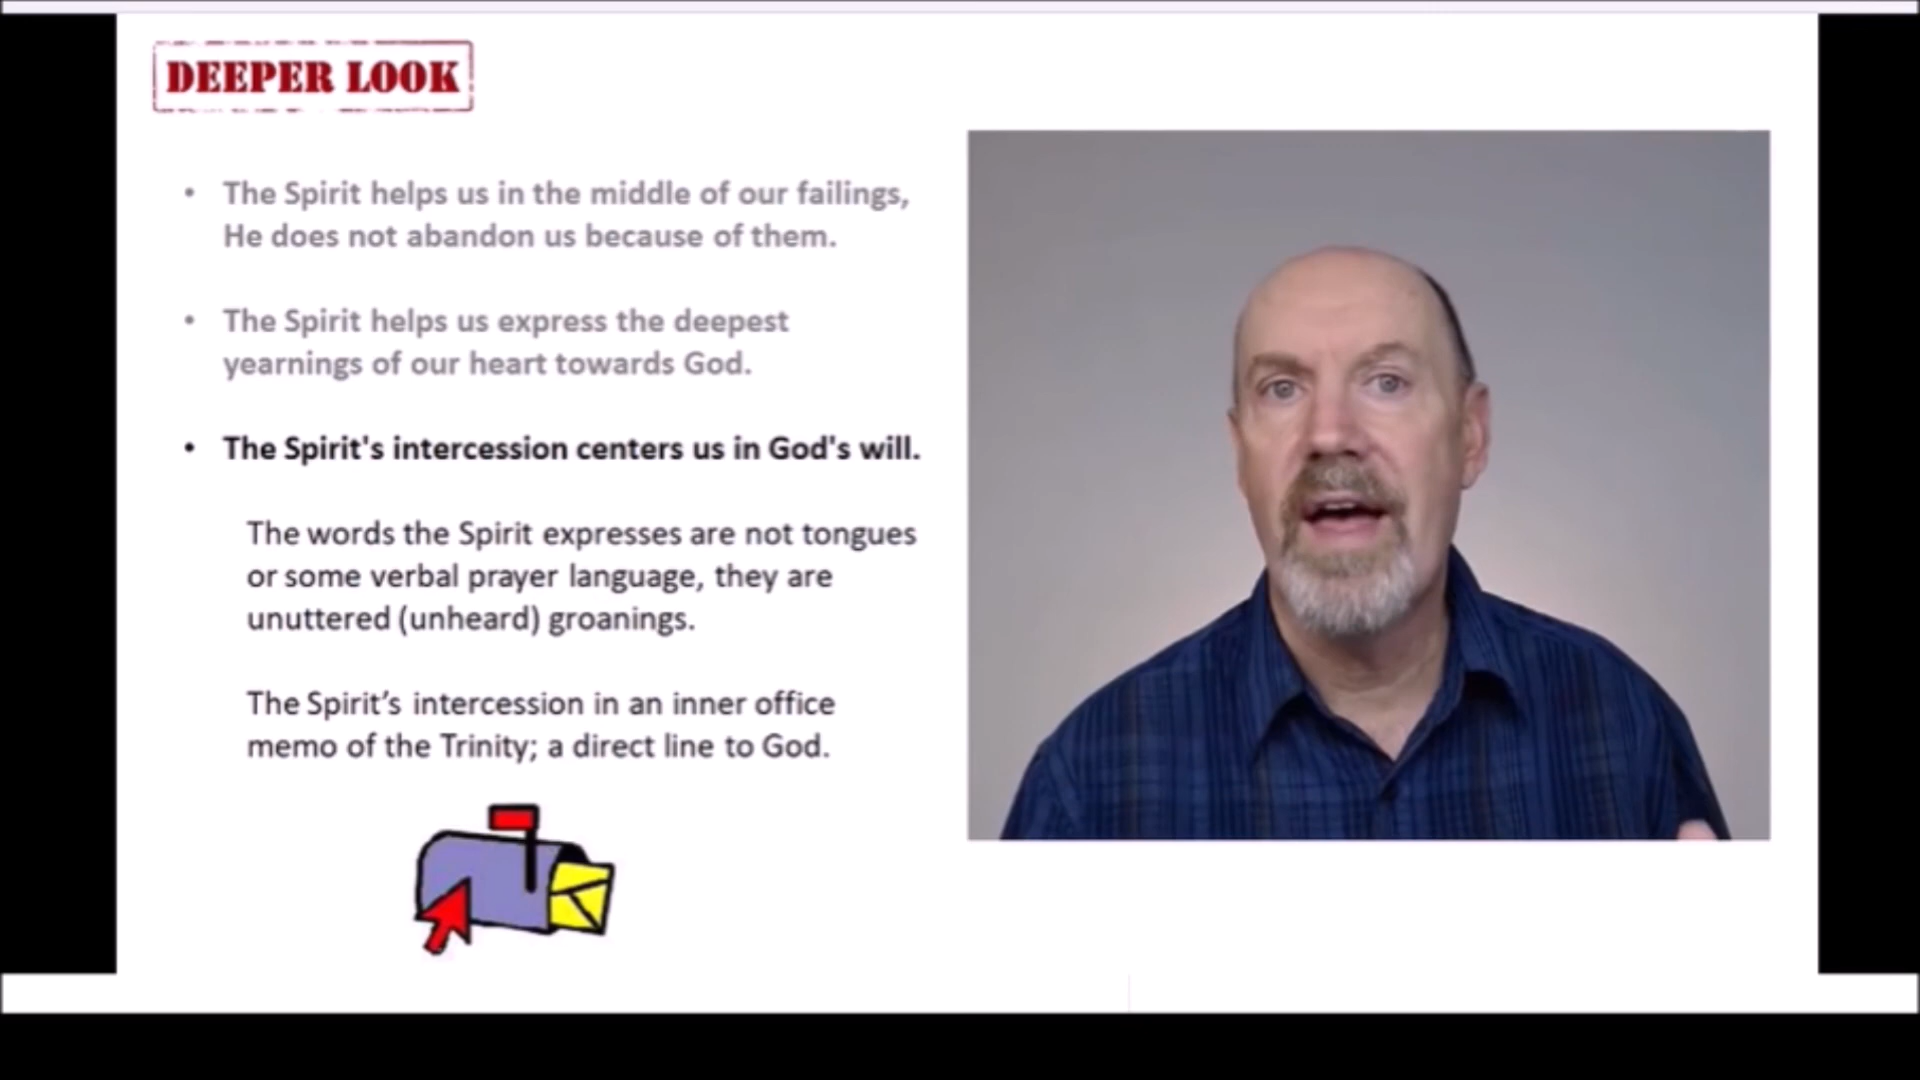 DEEPER LOOK
• The Spirit helps us in the middle of our failings,
He does not abandon us because of them.
• The Spirit helps us express the deepest
yearnings of our heart towards God.
• The Spirit's intercession centers us in God's will.
The words the Spirit expresses are not tongues
or some verbal prayer language, they are
unuttered (unheard) groanings.
The Spirit’s intercession in an inner office
memo of the Trinity; a direct line to God.